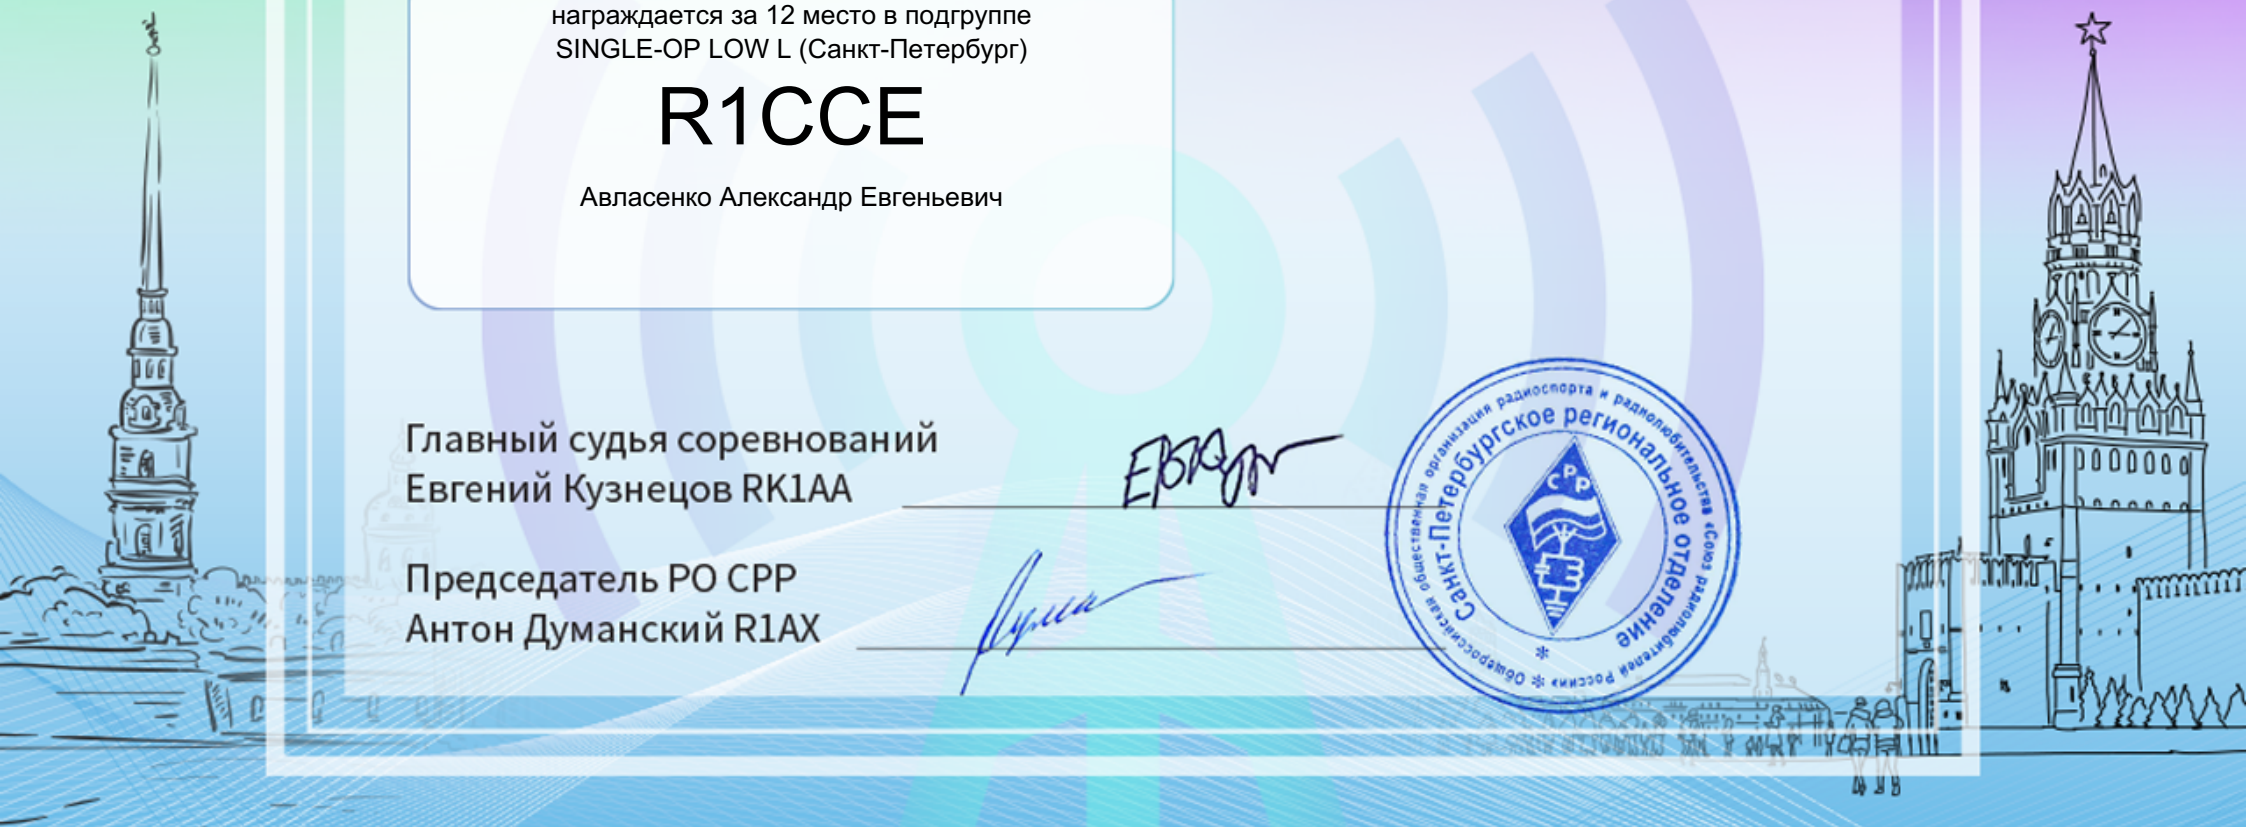 награждается за 12 место в подгруппе
SINGLE-OP LOW L (Санкт-Петербург)
R1CCE
Авласенко Александр Евгеньевич
Главный судья соревнований
Евгений Кузнецов RK1AA
Председатель РО СРР
Антон Думанский R1AX
Общероссийская общественная организация радиоспорта и радиолюбительства «Союз радиолюбителей России» *
Санкт-Петербургское региональное отделение *
СРР